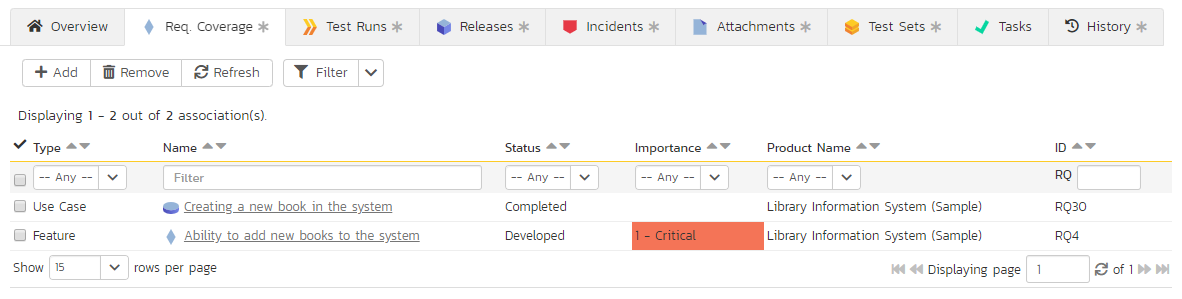 Overview Req. Coverage * Test Runs * Releases * Incidents * Attachments * Test Sets * Tasks History *
+ Add Remove Refresh Filter
Displaying 1 - 2 out of 2 association(s).
Type Name Status Importance Product Name ID
-- Any -- Filter -- Any -- -- Any -- -- Any -- RQ
Use Case Creating a new book in the system Completed Library Information System (Sample) RQ30
Feature Ability to add new books to the system Developed 1 - Critical Library Information System (Sample) RQ4
Show 15 rows per page Displaying page 1 of 1